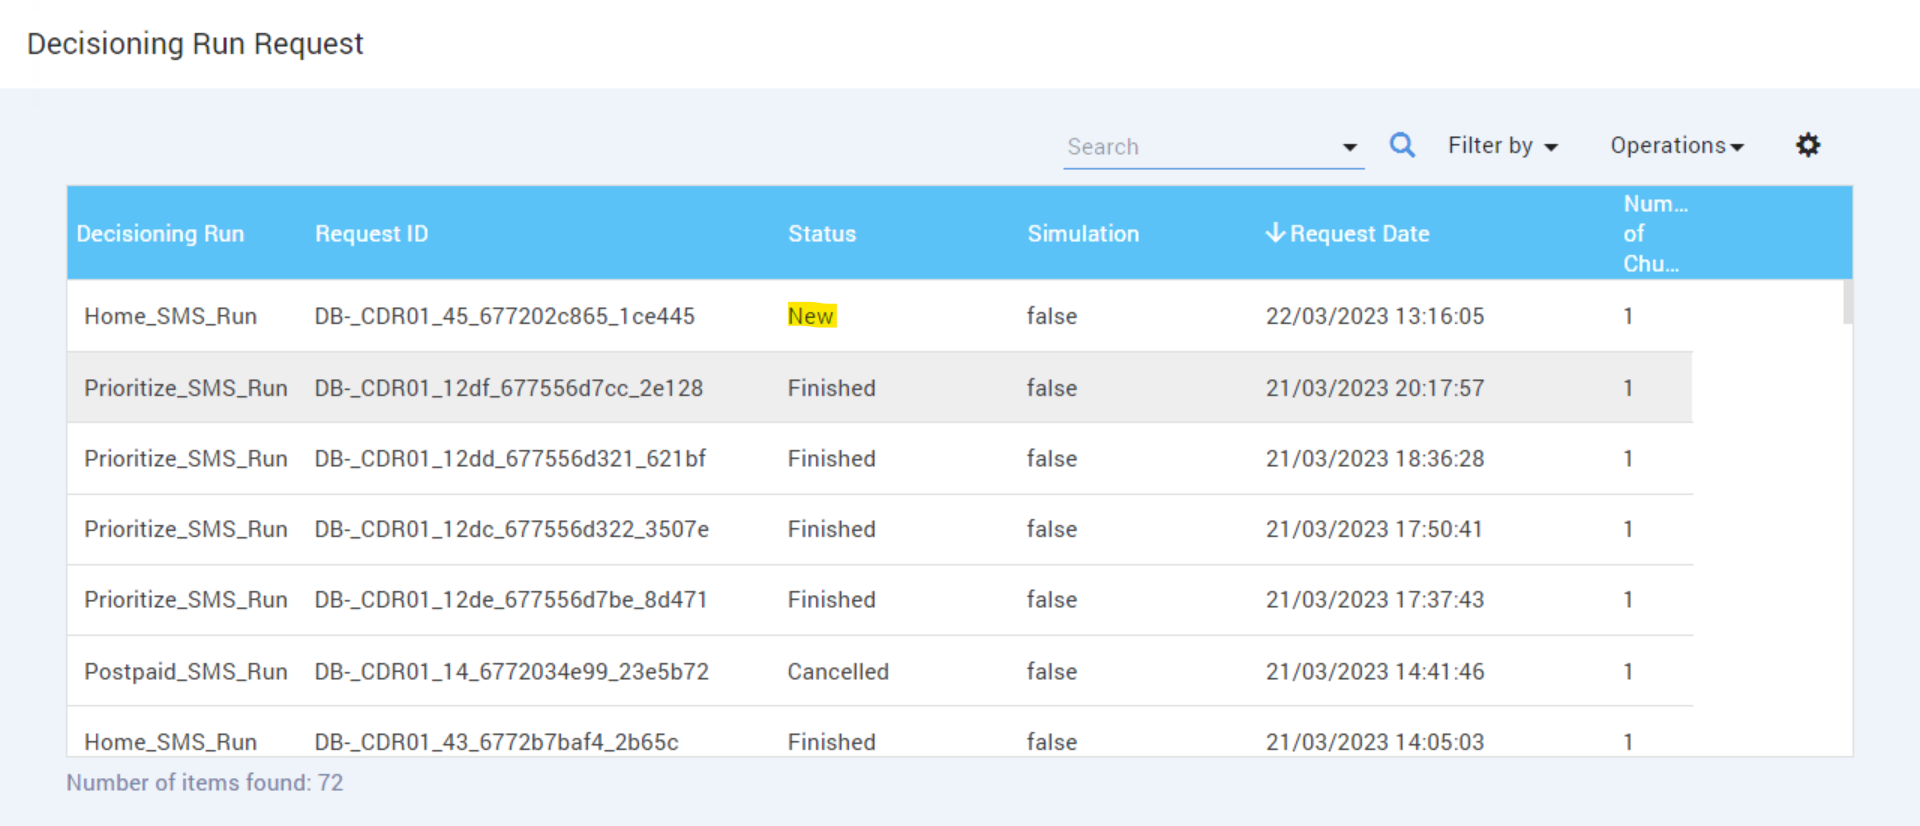 Decisioning Run Request
Search Filter by Operations
Decisioning Run Request ID Status Simulation Request Date Num... of Chu...
Home_SMS_Run DB-_CDR01_45_677202c865_1ce445 New false 22/03/2023 13:16:05 1
Prioritize_SMS_Run DB-_CDR01_12df_677556d7cc_2e128 Finished false 21/03/2023 20:17:57 1
Prioritize_SMS_Run DB-_CDR01_12dd_677556d321_621bf Finished false 21/03/2023 18:36:28 1
Prioritize_SMS_Run DB-_CDR01_12dc_677556d322_3507e Finished false 21/03/2023 17:50:41 1
Prioritize_SMS_Run DB-_CDR01_12de_677556d7be_8d471 Finished false 21/03/2023 17:37:43 1
Postpaid_SMS_Run DB-_CDR01_14_6772034e99_23e5b72 Cancelled false 21/03/2023 14:41:46 1
Home_SMS_Run DB-_CDR01_43_6772b7baf4_2b65c Finished false 21/03/2023 14:05:03 1
Number of items found: 72